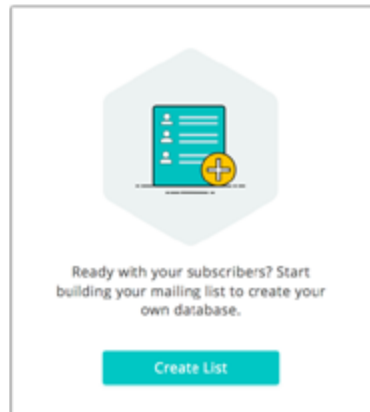 Ready with your subscribers? Start
building your mailing list to create your
own database.
Create List